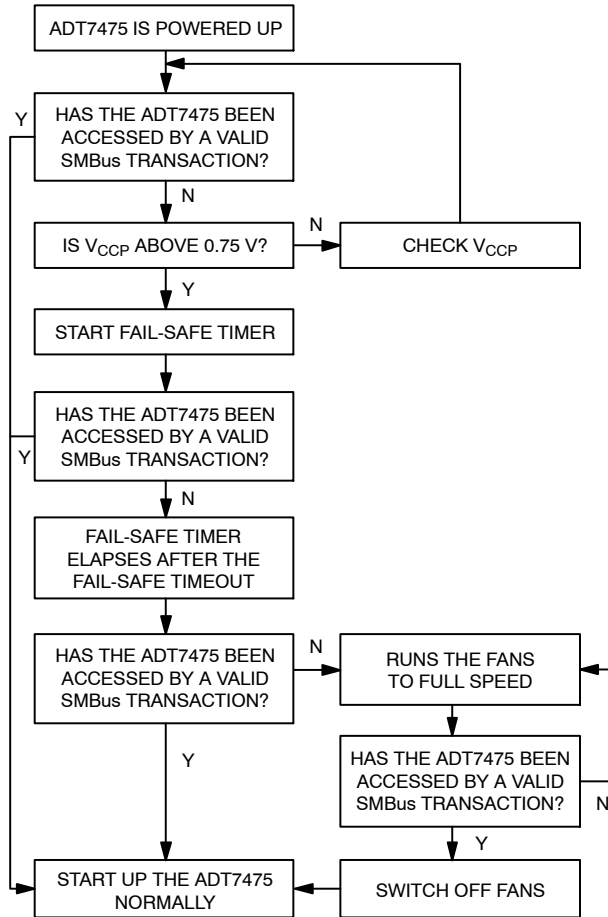 ADT7475 IS POWERED UP
Y
HAS THE ADT7475 BEEN
ACCESSED BY A VALID
SMBus TRANSACTION?
N
IS VCCP ABOVE 0.75 V?
N
CHECK VCCP
Y
START FAIL-SAFE TIMER
HAS THE ADT7475 BEEN
ACCESSED BY A VALID
SMBus TRANSACTION?
Y
N
FAIL-SAFE TIMER
ELAPSES AFTER THE
FAIL-SAFE TIMEOUT
HAS THE ADT7475 BEEN
ACCESSED BY A VALID
SMBus TRANSACTION?
N
RUNS THE FANS
TO FULL SPEED
Y
HAS THE ADT7475 BEEN
ACCESSED BY A VALID
SMBus TRANSACTION?
N
Y
START UP THE ADT7475
NORMALLY
SWITCH OFF FANS